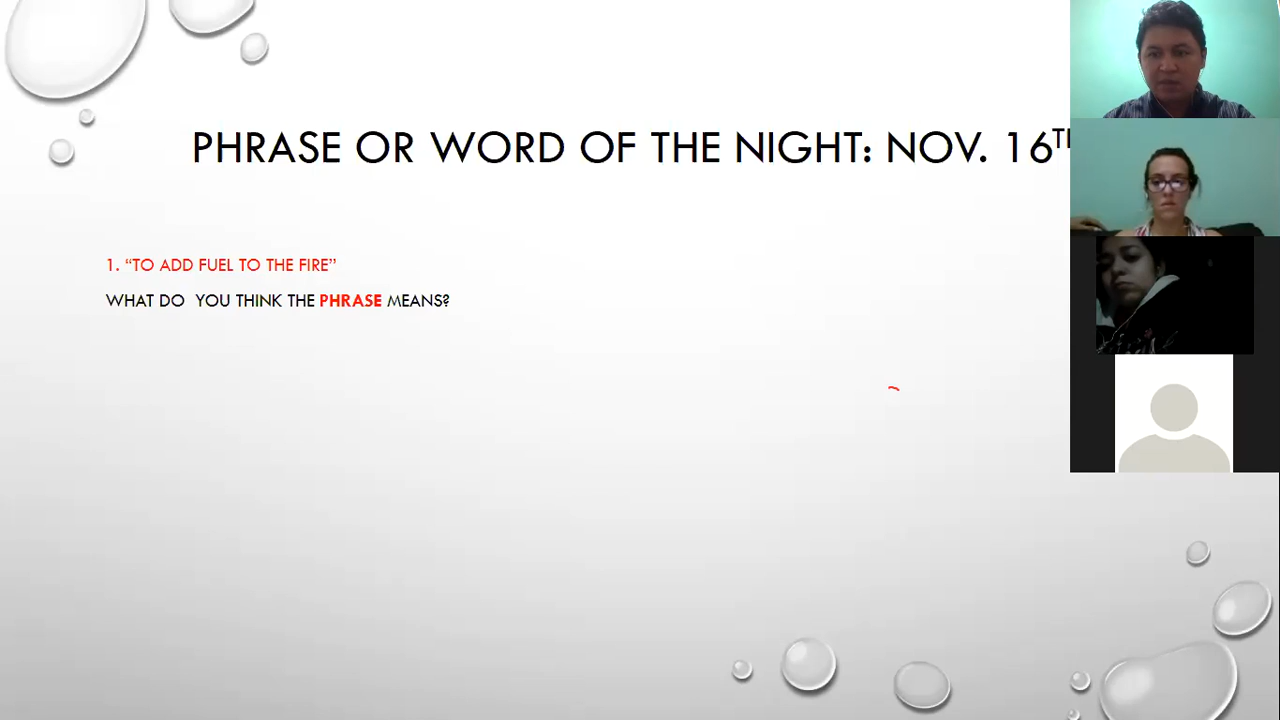 PHRASE OR WORD OF THE NIGHT: NOV. 16TH
1. “TO ADD FUEL TO THE FIRE”
WHAT DO YOU THINK THE PHRASE MEANS?